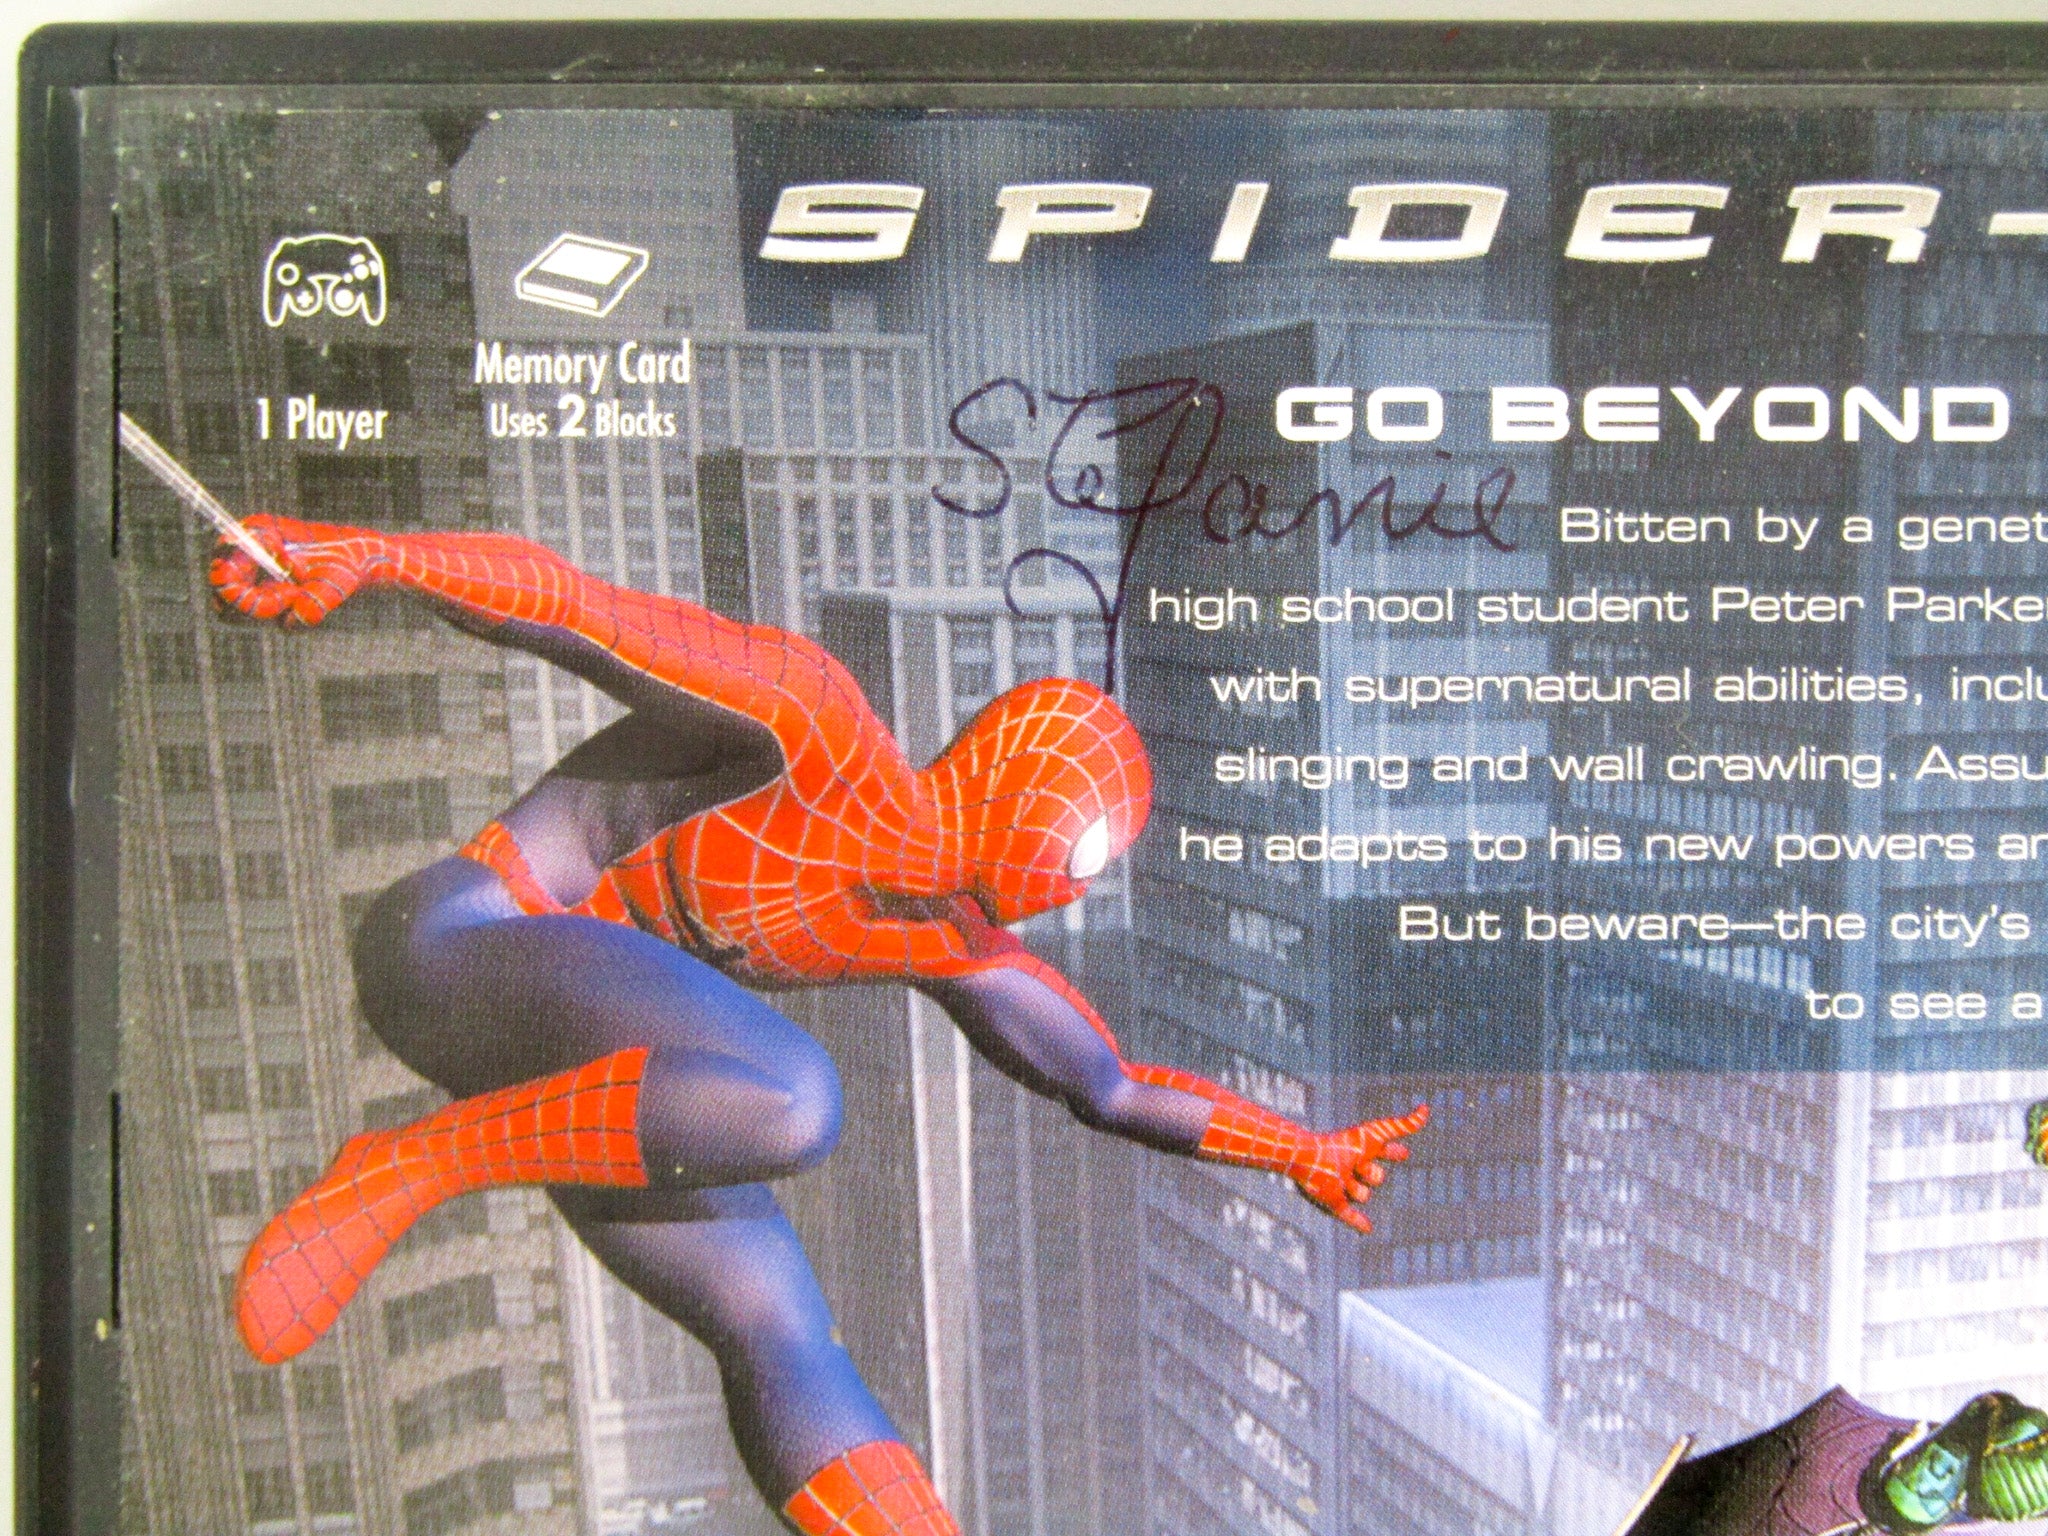 SPIDER-
Memory Card
Uses 2 Blocks
1 Player
GO BEYOND
Stefanie
Bitten by a genet
high school student Peter Parker
with supernatural abilities, inclu
slinging and wall crawling. Assu
he adapts to his new powers an
But beware—the city's
to see a